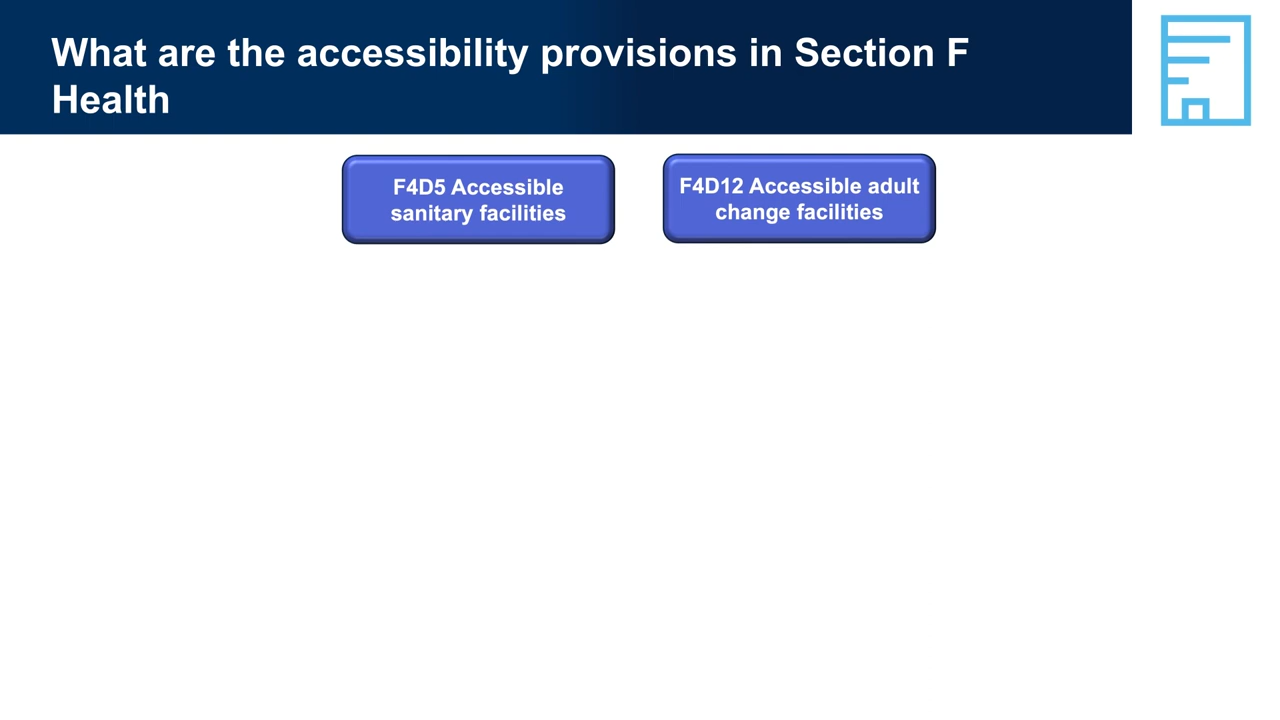 What are the accessibility provisions in Section F
Health
F4D5 Accessible
sanitary facilities
F4D12 Accessible adult
change facilities